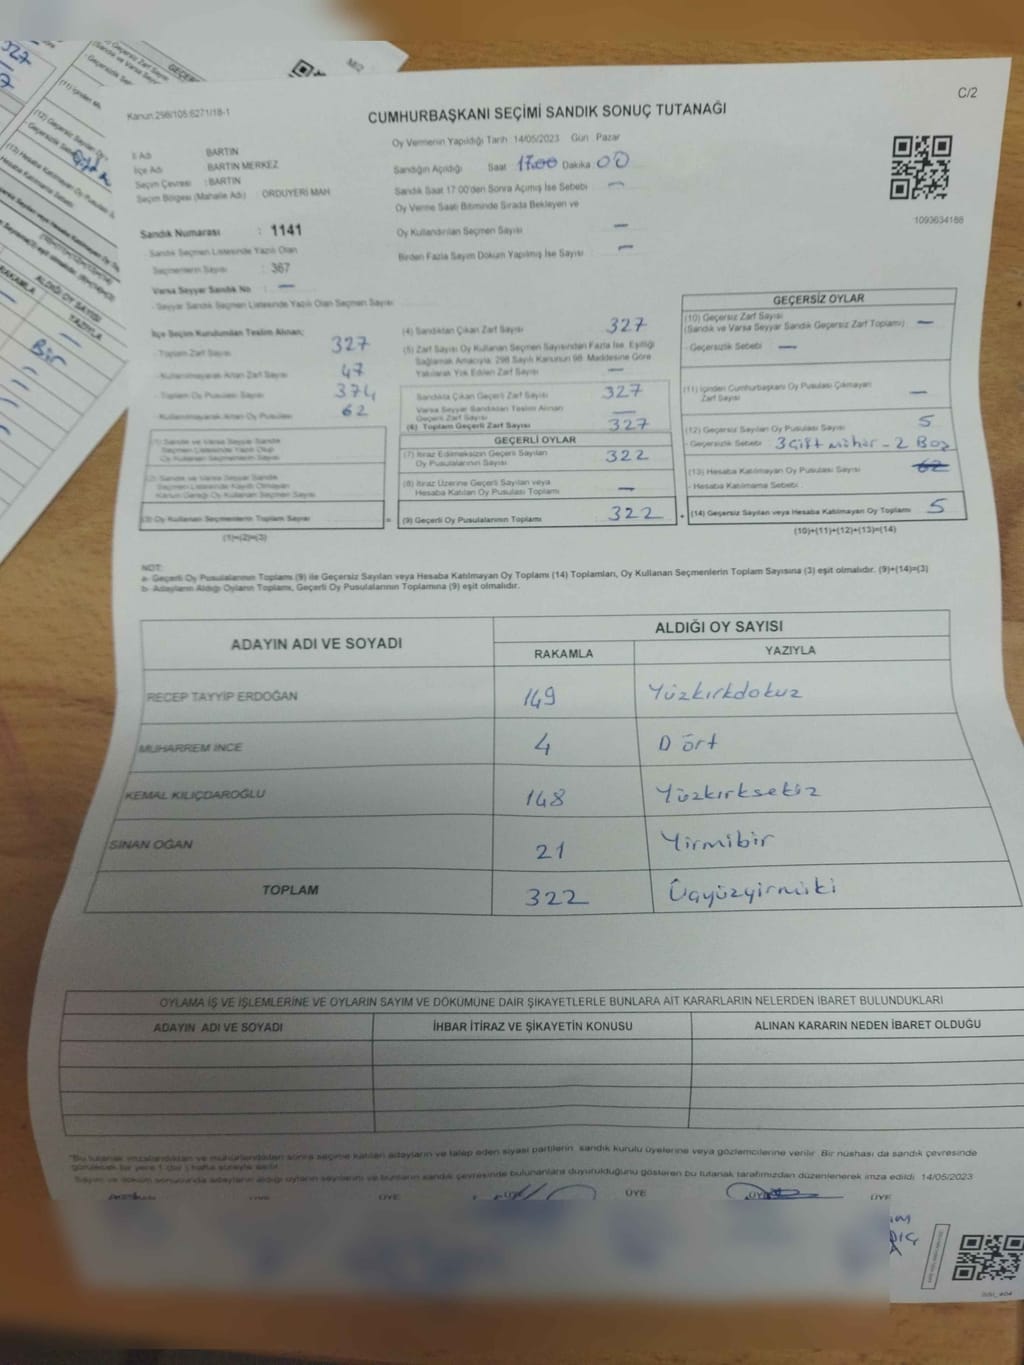 C/2
Kanun:298/105:6271/18-1
CUMHURBAŞKANI SEÇİMİ SANDIK SONUÇ TUTANAĞI
İl Adı BARTIN
İlçe Adı BARTIN MERKEZ
Seçim Çevresi : BARTIN
Seçim Bölgesi (Mahalle Adı) : ORDUYERİ MAH
Oy Vermenin Yapıldığı Tarih 14/05/2023 Gün Pazar
Sandığın Açıldığı Saat 17:00 Dakika 00
Sandık Saat 17:00'den Sonra Açılmış İse Sebebi —
Oy Verme Saati Bitiminde Sırada Bekleyen ve
Oy Kullandırılan Seçmen Sayısı —
Birden Fazla Sayım Döküm Yapılmış İse Sayısı —
1093634188
Sandık Numarası : 1141
Sandık Seçmen Listesinde Yazılı Olan
Seçmenlerin Sayısı : 367
Varsa Seyyar Sandık No : —
- Seyyar Sandık Seçmen Listesinde Yazılı Olan Seçmen Sayısı
İlçe Seçim Kurulundan Teslim Alınan;
- Toplam Zarf Sayısı 327
- Kullanılmayarak Artan Zarf Sayısı 47
- Toplam Oy Pusulası Sayısı 374
- Kullanılmayarak Artan Oy Pusulası 62
(1) Sandık ve Varsa Seyyar Sandık
Seçmen Listesinde Yazılı Olup
Oy Kullanan Seçmen Sayısı
(2) Sandık ve Varsa Seyyar Sandık
Seçmen Listesinde Kayıtlı Olmayan
Kanun Gereği Oy Kullanan Seçmen Sayısı
(3) Oy Kullanan Seçmenlerin Toplam Sayısı =
(1)+(2)=(3)
(4) Sandıktan Çıkan Zarf Sayısı 327
(5) Zarf Sayısı Oy Kullanan Seçmen Sayısından Fazla İse, Eşitliği
Sağlamak Amacıyla, 298 Sayılı Kanunun 98. Maddesine Göre
Yakılarak Yok Edilen Zarf Sayısı —
Sandıkta Çıkan Geçerli Zarf Sayısı 327
Varsa Seyyar Sandıktan Teslim Alınan
Geçerli Zarf Sayısı —
(6) Toplam Geçerli Zarf Sayısı 327
GEÇERLİ OYLAR
(7) İtiraz Edilmeksizin Geçerli Sayılan
Oy Pusulalarının Sayısı 322
(8) İtiraz Üzerine Geçerli Sayılan veya
Hesaba Katılan Oy Pusulası Toplamı —
(9) Geçerli Oy Pusulalarının Toplamı 322 +
GEÇERSİZ OYLAR
(10) Geçersiz Zarf Sayısı
(Sandık ve Varsa Seyyar Sandık Geçersiz Zarf Toplamı) —
- Geçersizlik Sebebi —
(11) İçinden Cumhurbaşkanı Oy Pusulası Çıkmayan
Zarf Sayısı —
(12) Geçersiz Sayılan Oy Pusulası Sayısı 5
- Geçersizlik Sebebi 3 Çift mühür - 2 Boş
(13) Hesaba Katılmayan Oy Pusulası Sayısı 62
- Hesaba Katılmama Sebebi :
(14) Geçersiz Sayılan veya Hesaba Katılmayan Oy Toplamı 5
(10)+(11)+(12)+(13)=(14)
NOT:
a- Geçerli Oy Pusulalarının Toplamı (9) ile Geçersiz Sayılan veya Hesaba Katılmayan Oy Toplamı (14) Toplamları, Oy Kullanan Seçmenlerin Toplam Sayısına (3) eşit olmalıdır. (9)+(14)=(3)
b- Adayların Aldığı Oyların Toplamı, Geçerli Oy Pusulalarının Toplamına (9) eşit olmalıdır.
ADAYIN ADI VE SOYADI ALDIĞI OY SAYISI
RAKAMLA YAZIYLA
RECEP TAYYİP ERDOĞAN 149 Yüzkırkdokuz
MUHARREM İNCE 4 Dört
KEMAL KILIÇDAROĞLU 148 Yüzkırksekiz
SİNAN OĞAN 21 Yirmibir
TOPLAM 322 Üçyüzyirmiiki
OYLAMA İŞ VE İŞLEMLERİNE VE OYLARIN SAYIM VE DÖKÜMÜNE DAİR ŞİKAYETLERLE BUNLARA AİT KARARLARIN NELERDEN İBARET BULUNDUKLARI
ADAYIN ADI VE SOYADI İHBAR İTİRAZ VE ŞİKAYETİN KONUSU ALINAN KARARIN NEDEN İBARET OLDUĞU
"Bu tutanak imzalandıktan ve mühürlendikten sonra seçime katılan adayların ve talep eden siyasi partilerin sandık kurulu üyelerine veya gözlemcilerine verilir. Bir nüshası da sandık çevresinde
görülecek bir yere 1 (bir) hafta süreyle asılır.
Sayım ve döküm sonucunda adayların aldığı oyların sayılarını ve bunların sandık çevresinde bulunanlara duyurulduğunu gösteren bu tutanak tarafımızdan düzenlenerek imza edildi. 14/05/2023
ÜYE ÜYE ÜYE ÜYE ÜYE ÜYE
327
GEÇER
RAKAMLA
ALDIĞI OY SAYISI
YAZIYLA
Bir